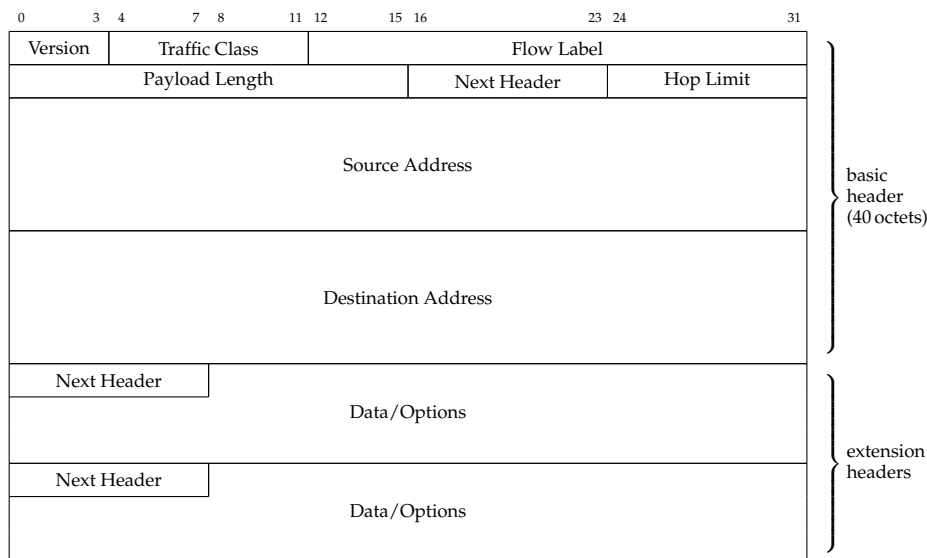 0 3 4 7 8 11 12 15 16 23 24 31
Version Traffic Class Flow Label
Payload Length Next Header Hop Limit
Source Address
basic
header
(40 octets)
Destination Address
Next Header
Data/Options
extension
headers
Next Header
Data/Options